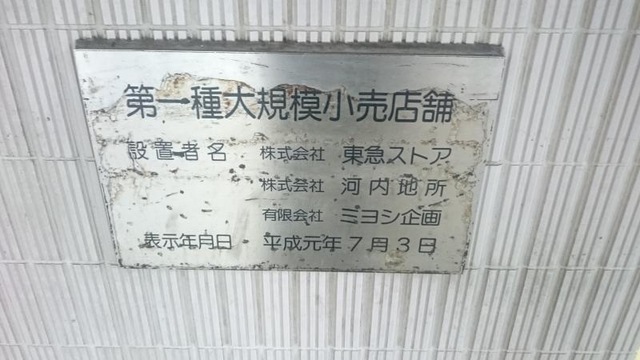 第一種大規模小売店舗
設置者名 株式会社 東急ストア
株式会社 河内地所
有限会社 ミヨシ企画
表示年月日 平成元年7月3日